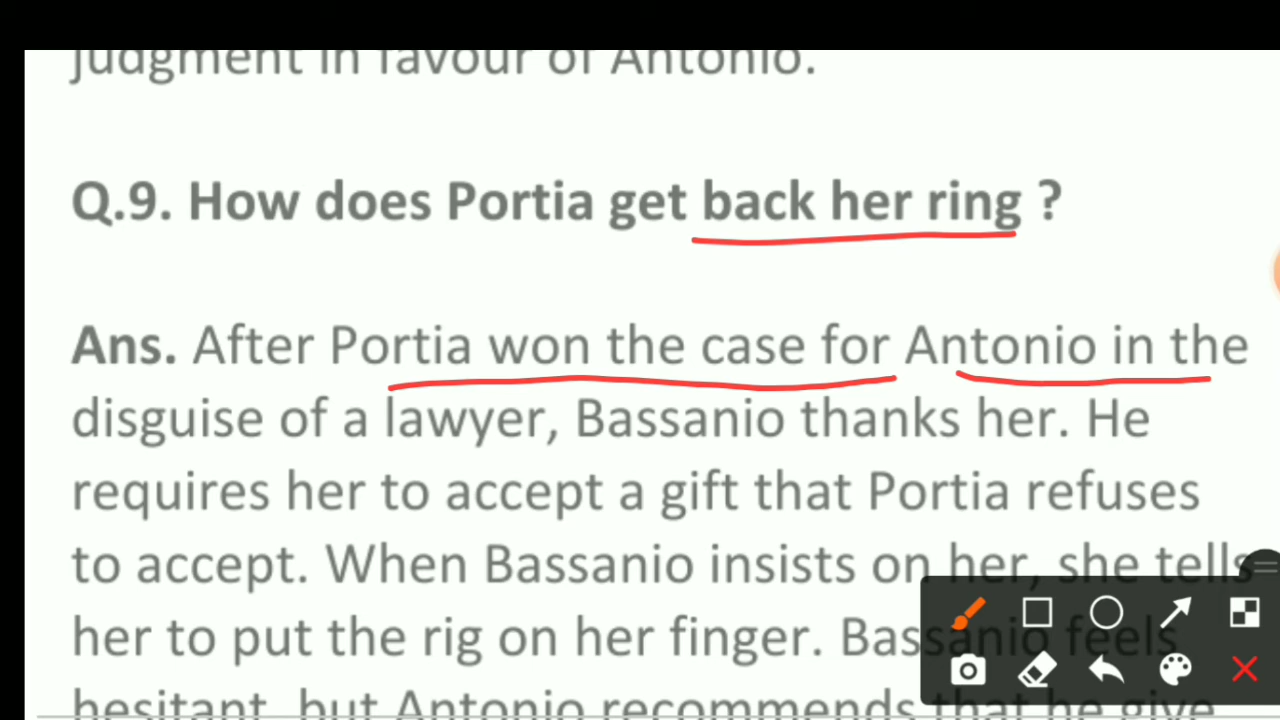 judgment in favour of Antonio.
Q.9. How does Portia get back her ring ?
Ans. After Portia won the case for Antonio in the
disguise of a lawyer, Bassanio thanks her. He
requires her to accept a gift that Portia refuses
to accept. When Bassanio insists on her, she tells
her to put the rig on her finger. Bassanio feels
hesitant, but Antonio recommends that he give